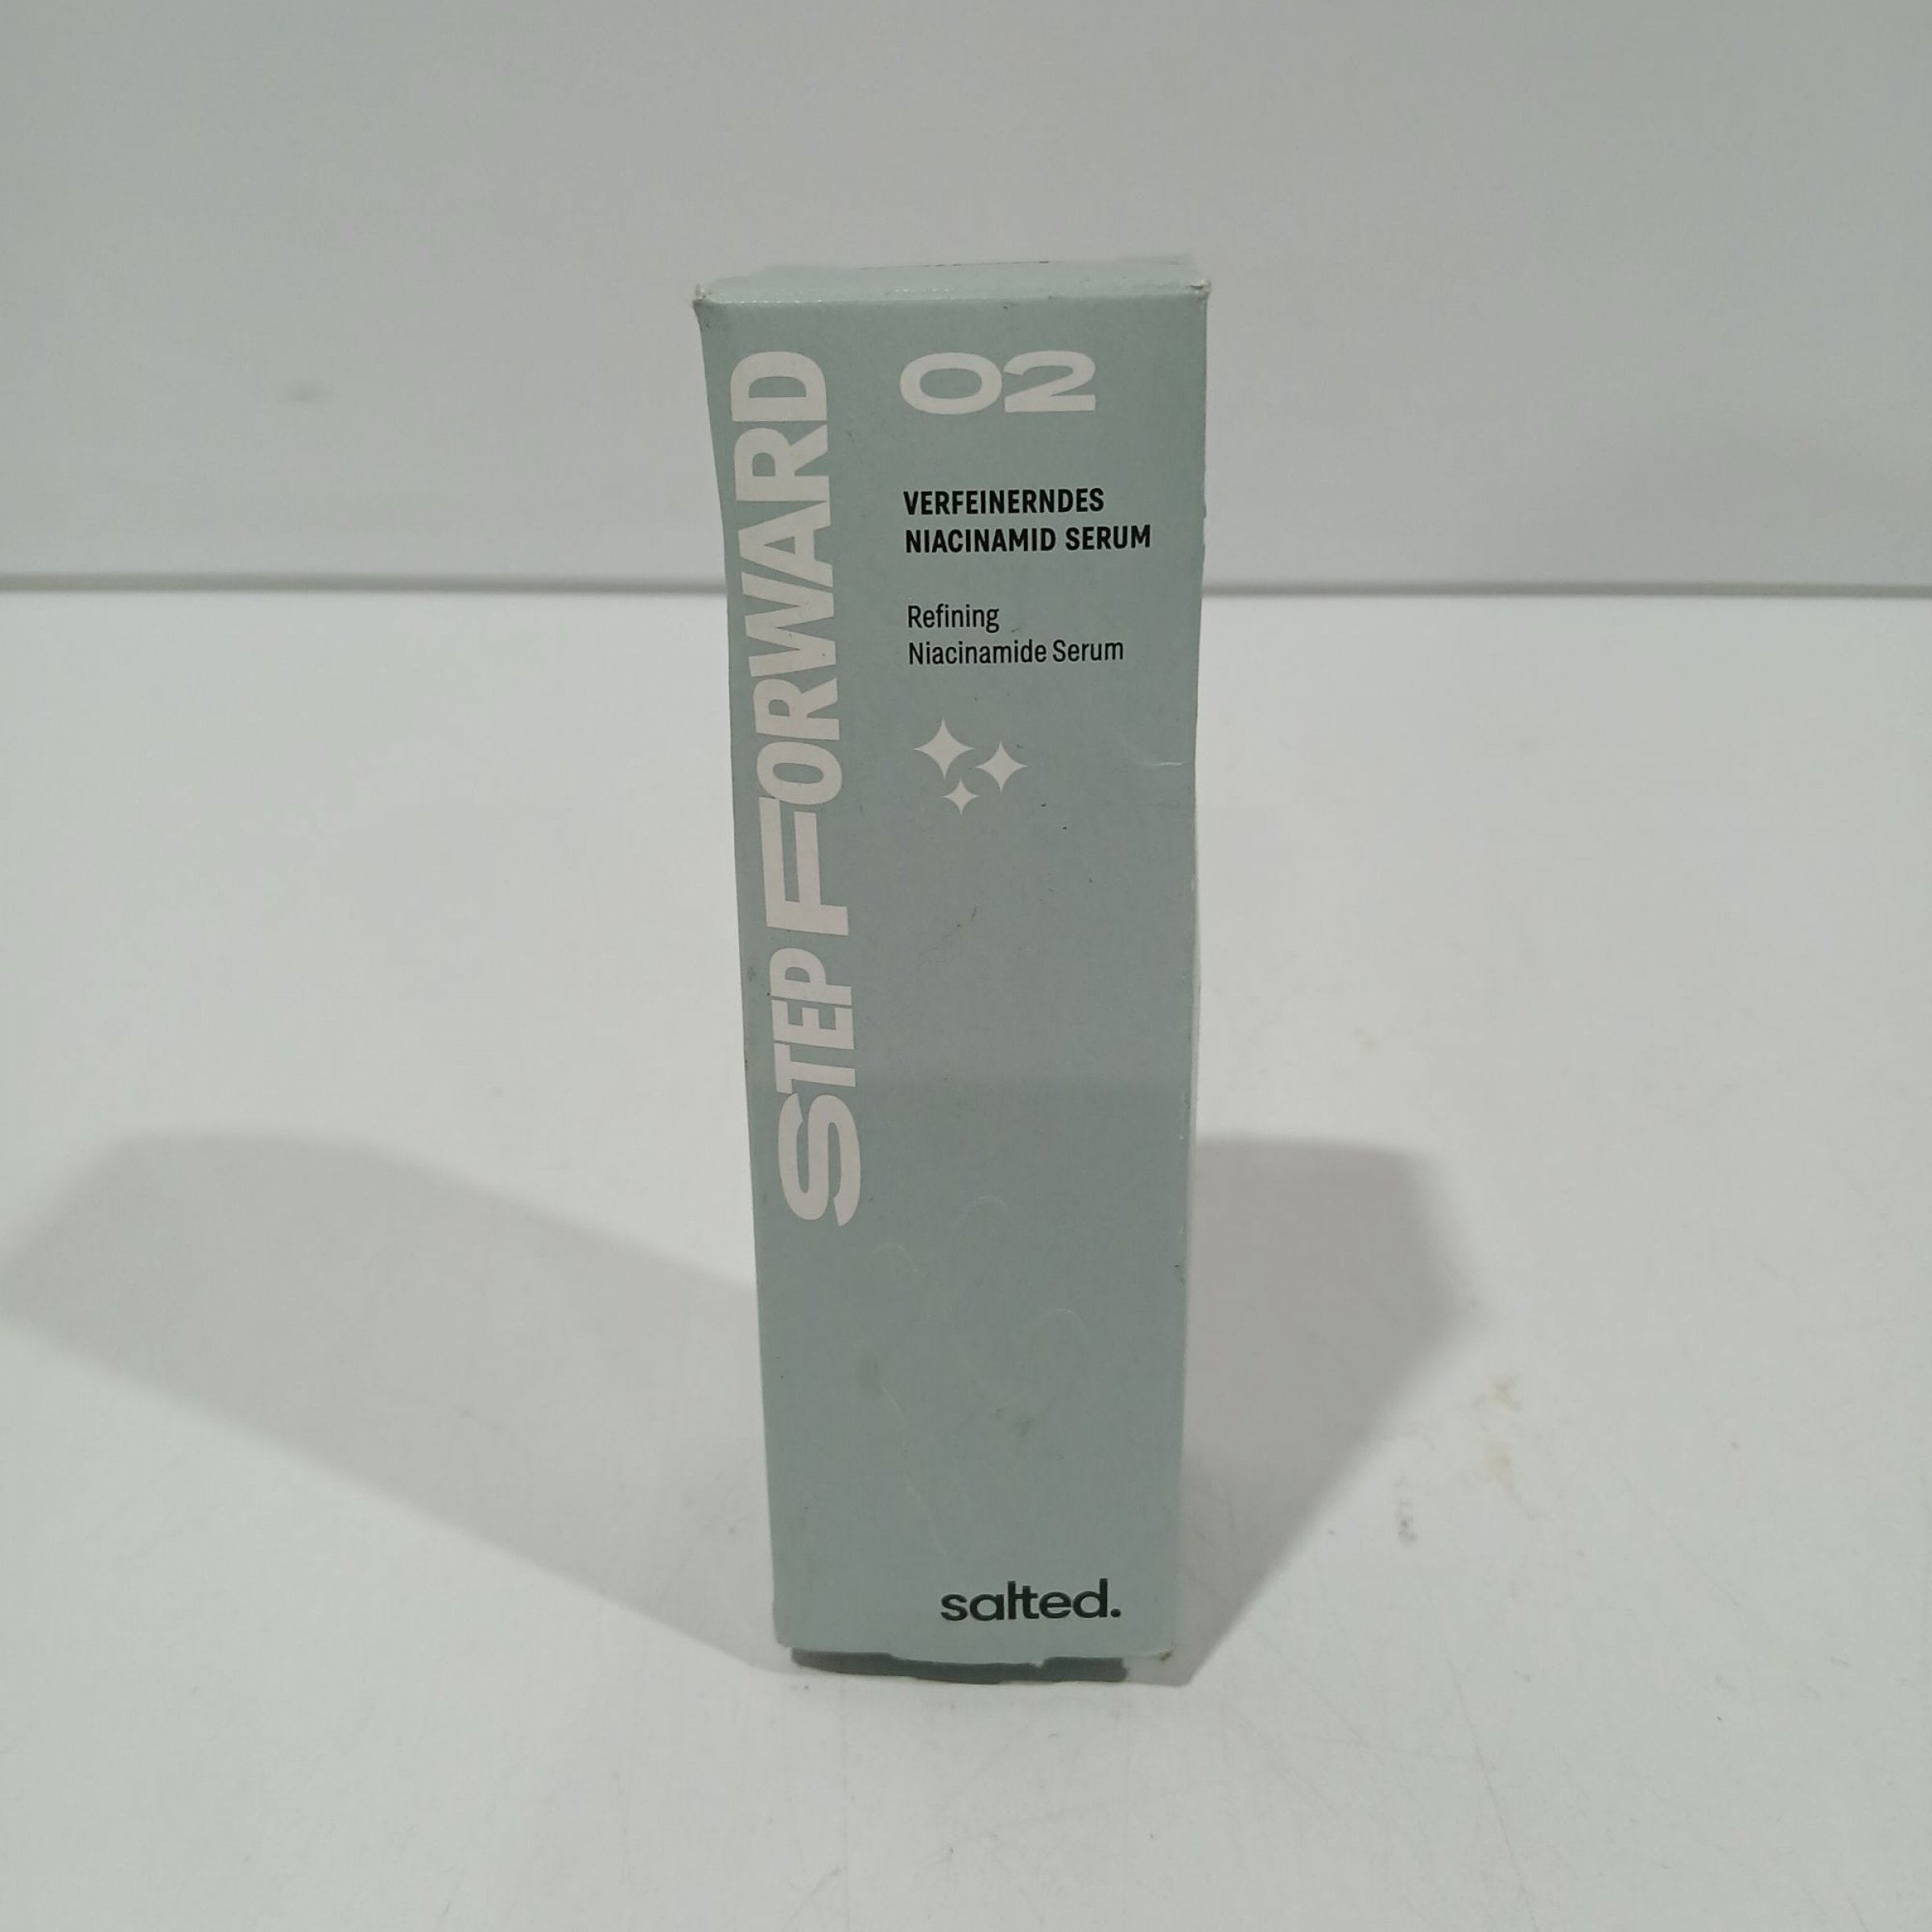 STEP FORWARD
02
VERFEINERNDES
NIACINAMID SERUM
Refining
Niacinamide Serum
salted.